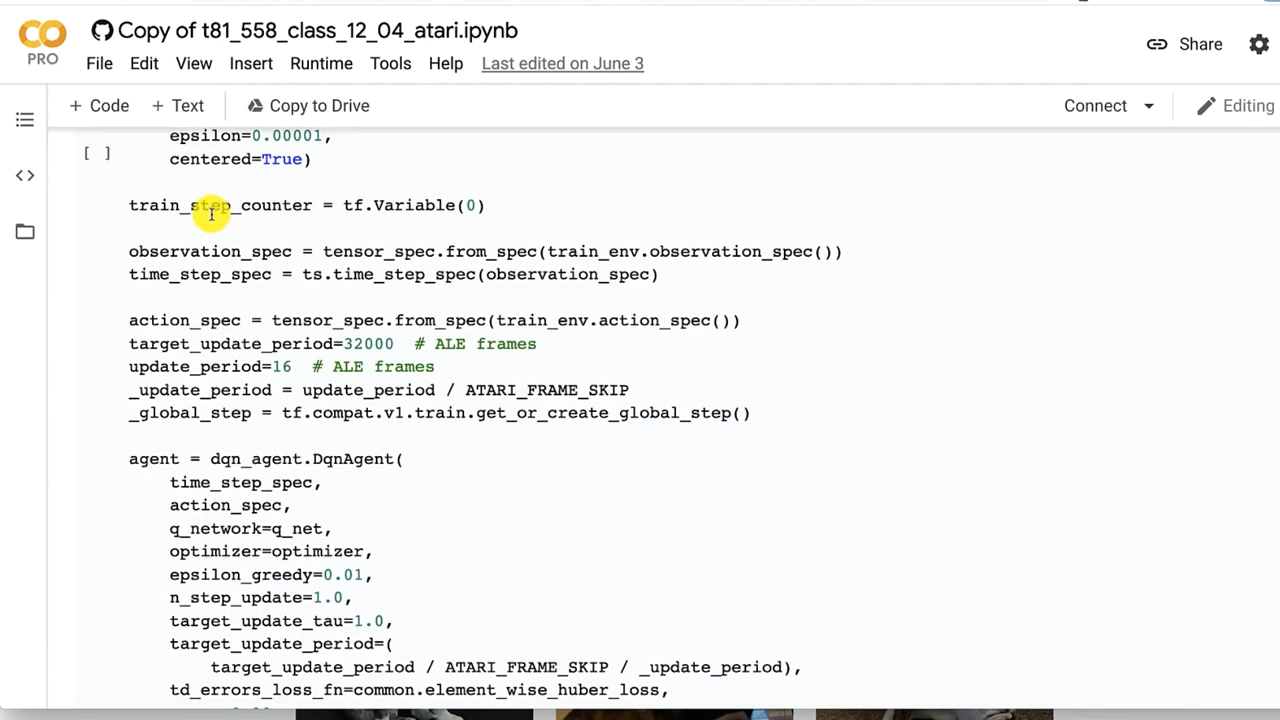 Copy of t81_558_class_12_04_atari.ipynb
PRO
File Edit View Insert Runtime Tools Help Last edited on June 3
Share
+ Code + Text Copy to Drive
Connect
Editing
epsilon=0.00001,
[ ]
centered=True)
train_step_counter = tf.Variable(0)
observation_spec = tensor_spec.from_spec(train_env.observation_spec())
time_step_spec = ts.time_step_spec(observation_spec)
action_spec = tensor_spec.from_spec(train_env.action_spec())
target_update_period=32000 # ALE frames
update_period=16 # ALE frames
_update_period = update_period / ATARI_FRAME_SKIP
_global_step = tf.compat.v1.train.get_or_create_global_step()
agent = dqn_agent.DqnAgent(
time_step_spec,
action_spec,
q_network=q_net,
optimizer=optimizer,
epsilon_greedy=0.01,
n_step_update=1.0,
target_update_tau=1.0,
target_update_period=(
target_update_period / ATARI_FRAME_SKIP / _update_period),
td_errors_loss_fn=common.element_wise_huber_loss,